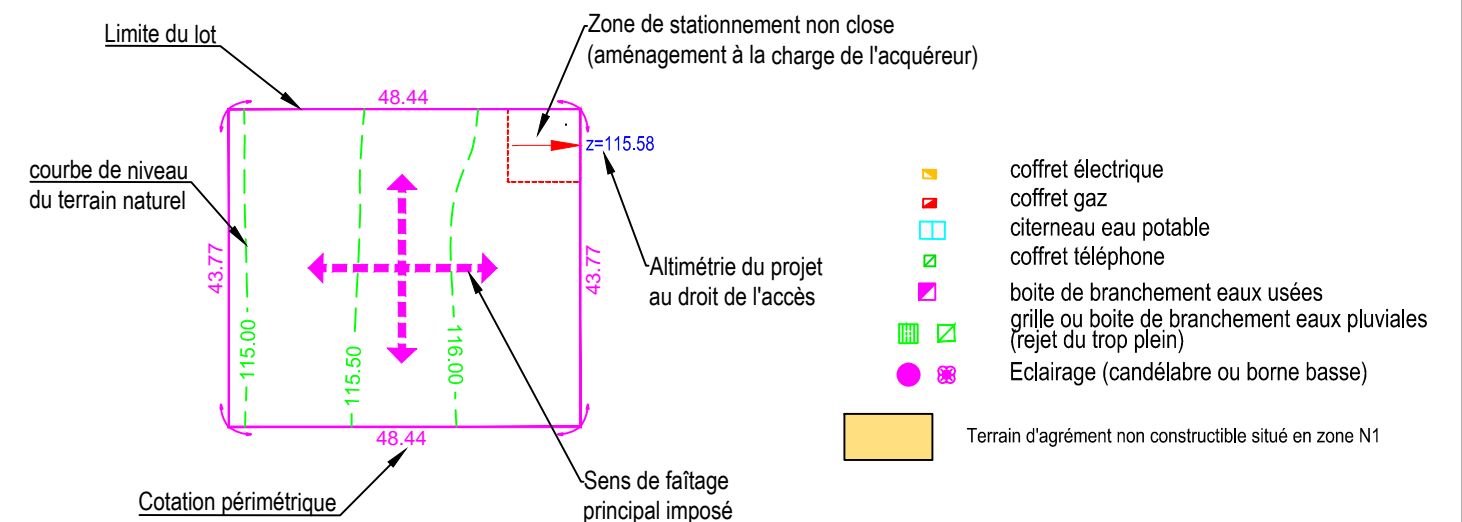 Limite du lot
Zone de stationnement non close
(aménagement à la charge de l'acquéreur)
48.44
z=115.58
courbe de niveau
du terrain naturel
43.77
43.77
115.00
115.50
116.00
Altimétrie du projet
au droit de l'accès
48.44
Cotation périmétrique
Sens de faîtage
principal imposé
coffret électrique
coffret gaz
citerneau eau potable
coffret téléphone
boite de branchement eaux usées
grille ou boite de branchement eaux pluviales
(rejet du trop plein)
Eclairage (candélabre ou borne basse)
Terrain d'agrément non constructible situé en zone N1